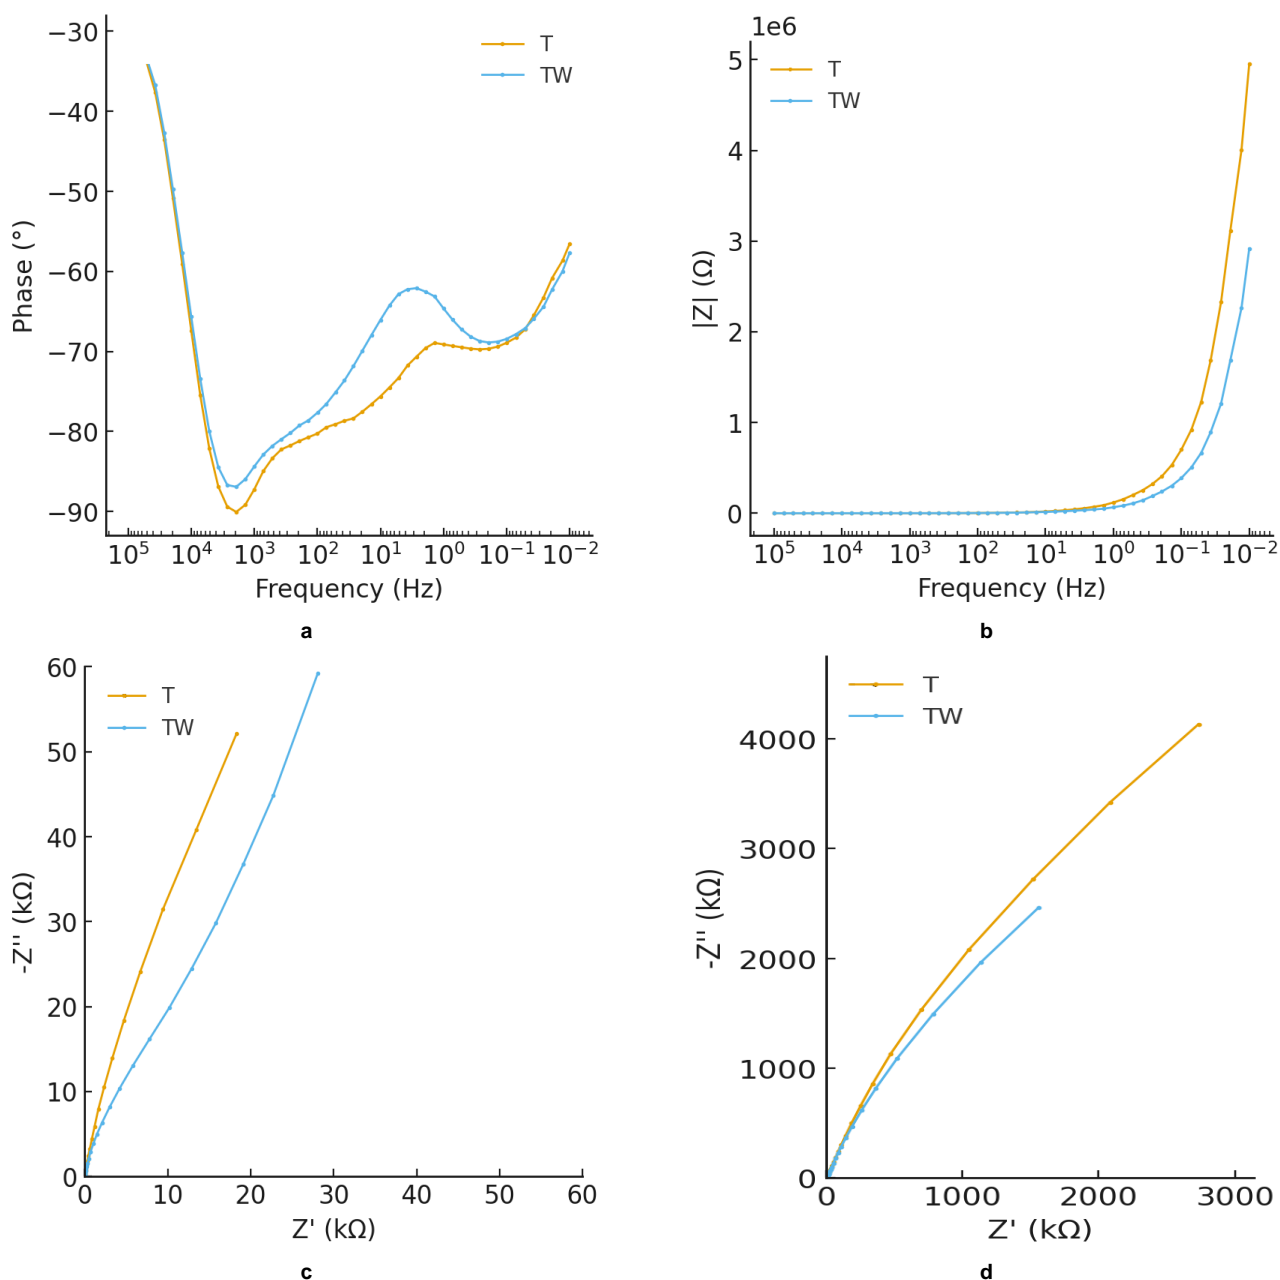 −30
−40
−50
−60
−70
−80
−90
Phase (°)
T
TW
10⁵ 10⁴ 10³ 10² 10¹ 10⁰ 10⁻¹ 10⁻²
Frequency (Hz)
a
1e6
5
4
3
2
1
0
|Z| (Ω)
T
TW
10⁵ 10⁴ 10³ 10² 10¹ 10⁰ 10⁻¹ 10⁻²
Frequency (Hz)
b
60
50
40
30
20
10
0
-Z'' (kΩ)
T
TW
0 10 20 30 40 50 60
Z' (kΩ)
c
4000
3000
2000
1000
0
-Z'' (kΩ)
T
TW
0 1000 2000 3000
Z' (kΩ)
d